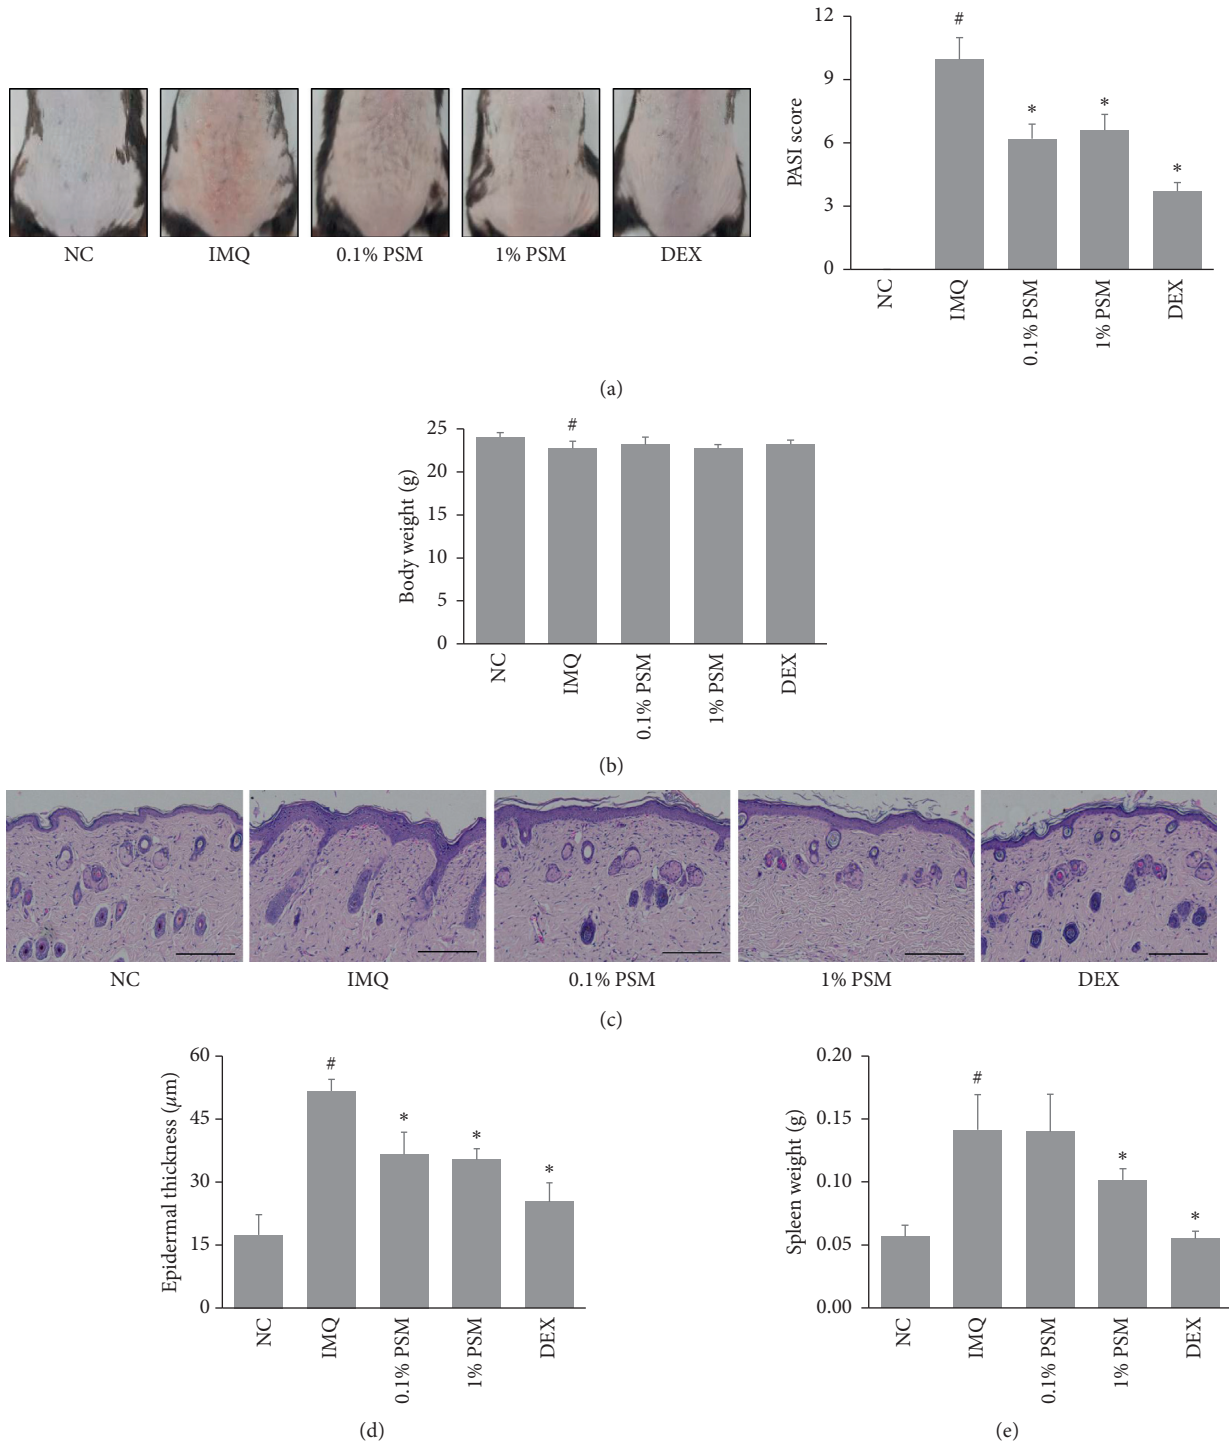 NC
IMQ
0.1% PSM
1% PSM
DEX
PASI score
12
9
6
3
0
#
*
*
*
NC
IMQ
0.1% PSM
1% PSM
DEX
(a)
Body weight (g)
25
20
15
10
5
0
#
NC
IMQ
0.1% PSM
1% PSM
DEX
(b)
NC
IMQ
0.1% PSM
1% PSM
DEX
(c)
Epidermal thickness (μm)
60
45
30
15
0
#
*
*
*
NC
IMQ
0.1% PSM
1% PSM
DEX
(d)
Spleen weight (g)
0.20
0.15
0.10
0.05
0.00
#
*
*
NC
IMQ
0.1% PSM
1% PSM
DEX
(e)